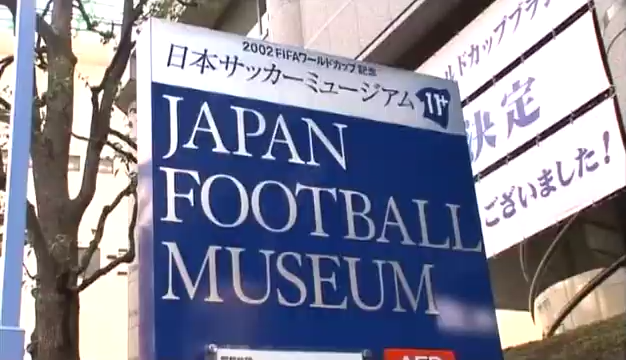 2002 FIFAワールドカップ記念
日本サッカーミュージアム 11+
JAPAN
FOOTBALL
MUSEUM
AED
ルドカップブラ
決定
ございました!